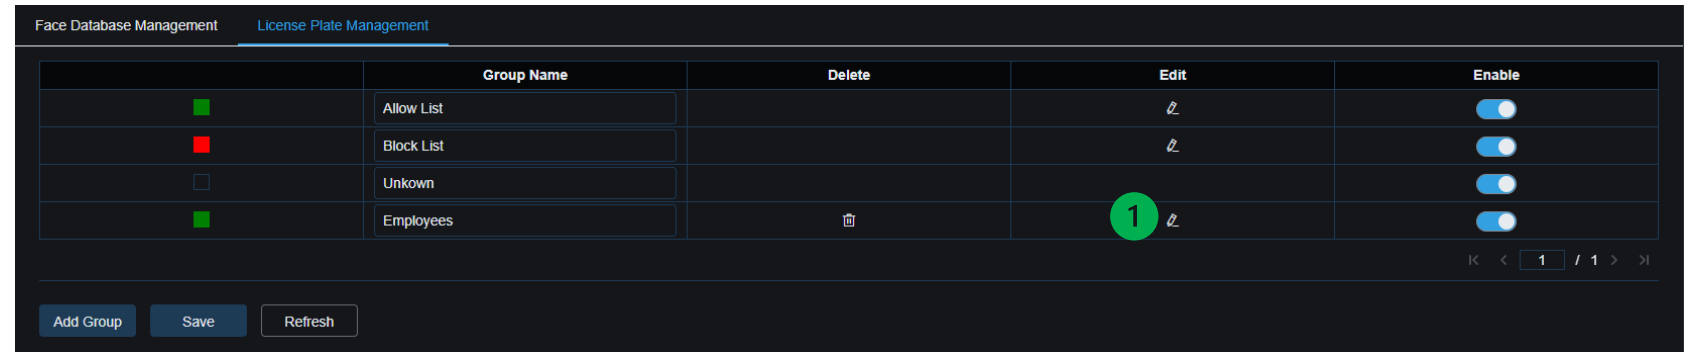 Face Database Management License Plate Management
Group Name Delete Edit Enable
Allow List
Block List
Unkown
Employees 1
1 / 1
Add Group Save Refresh